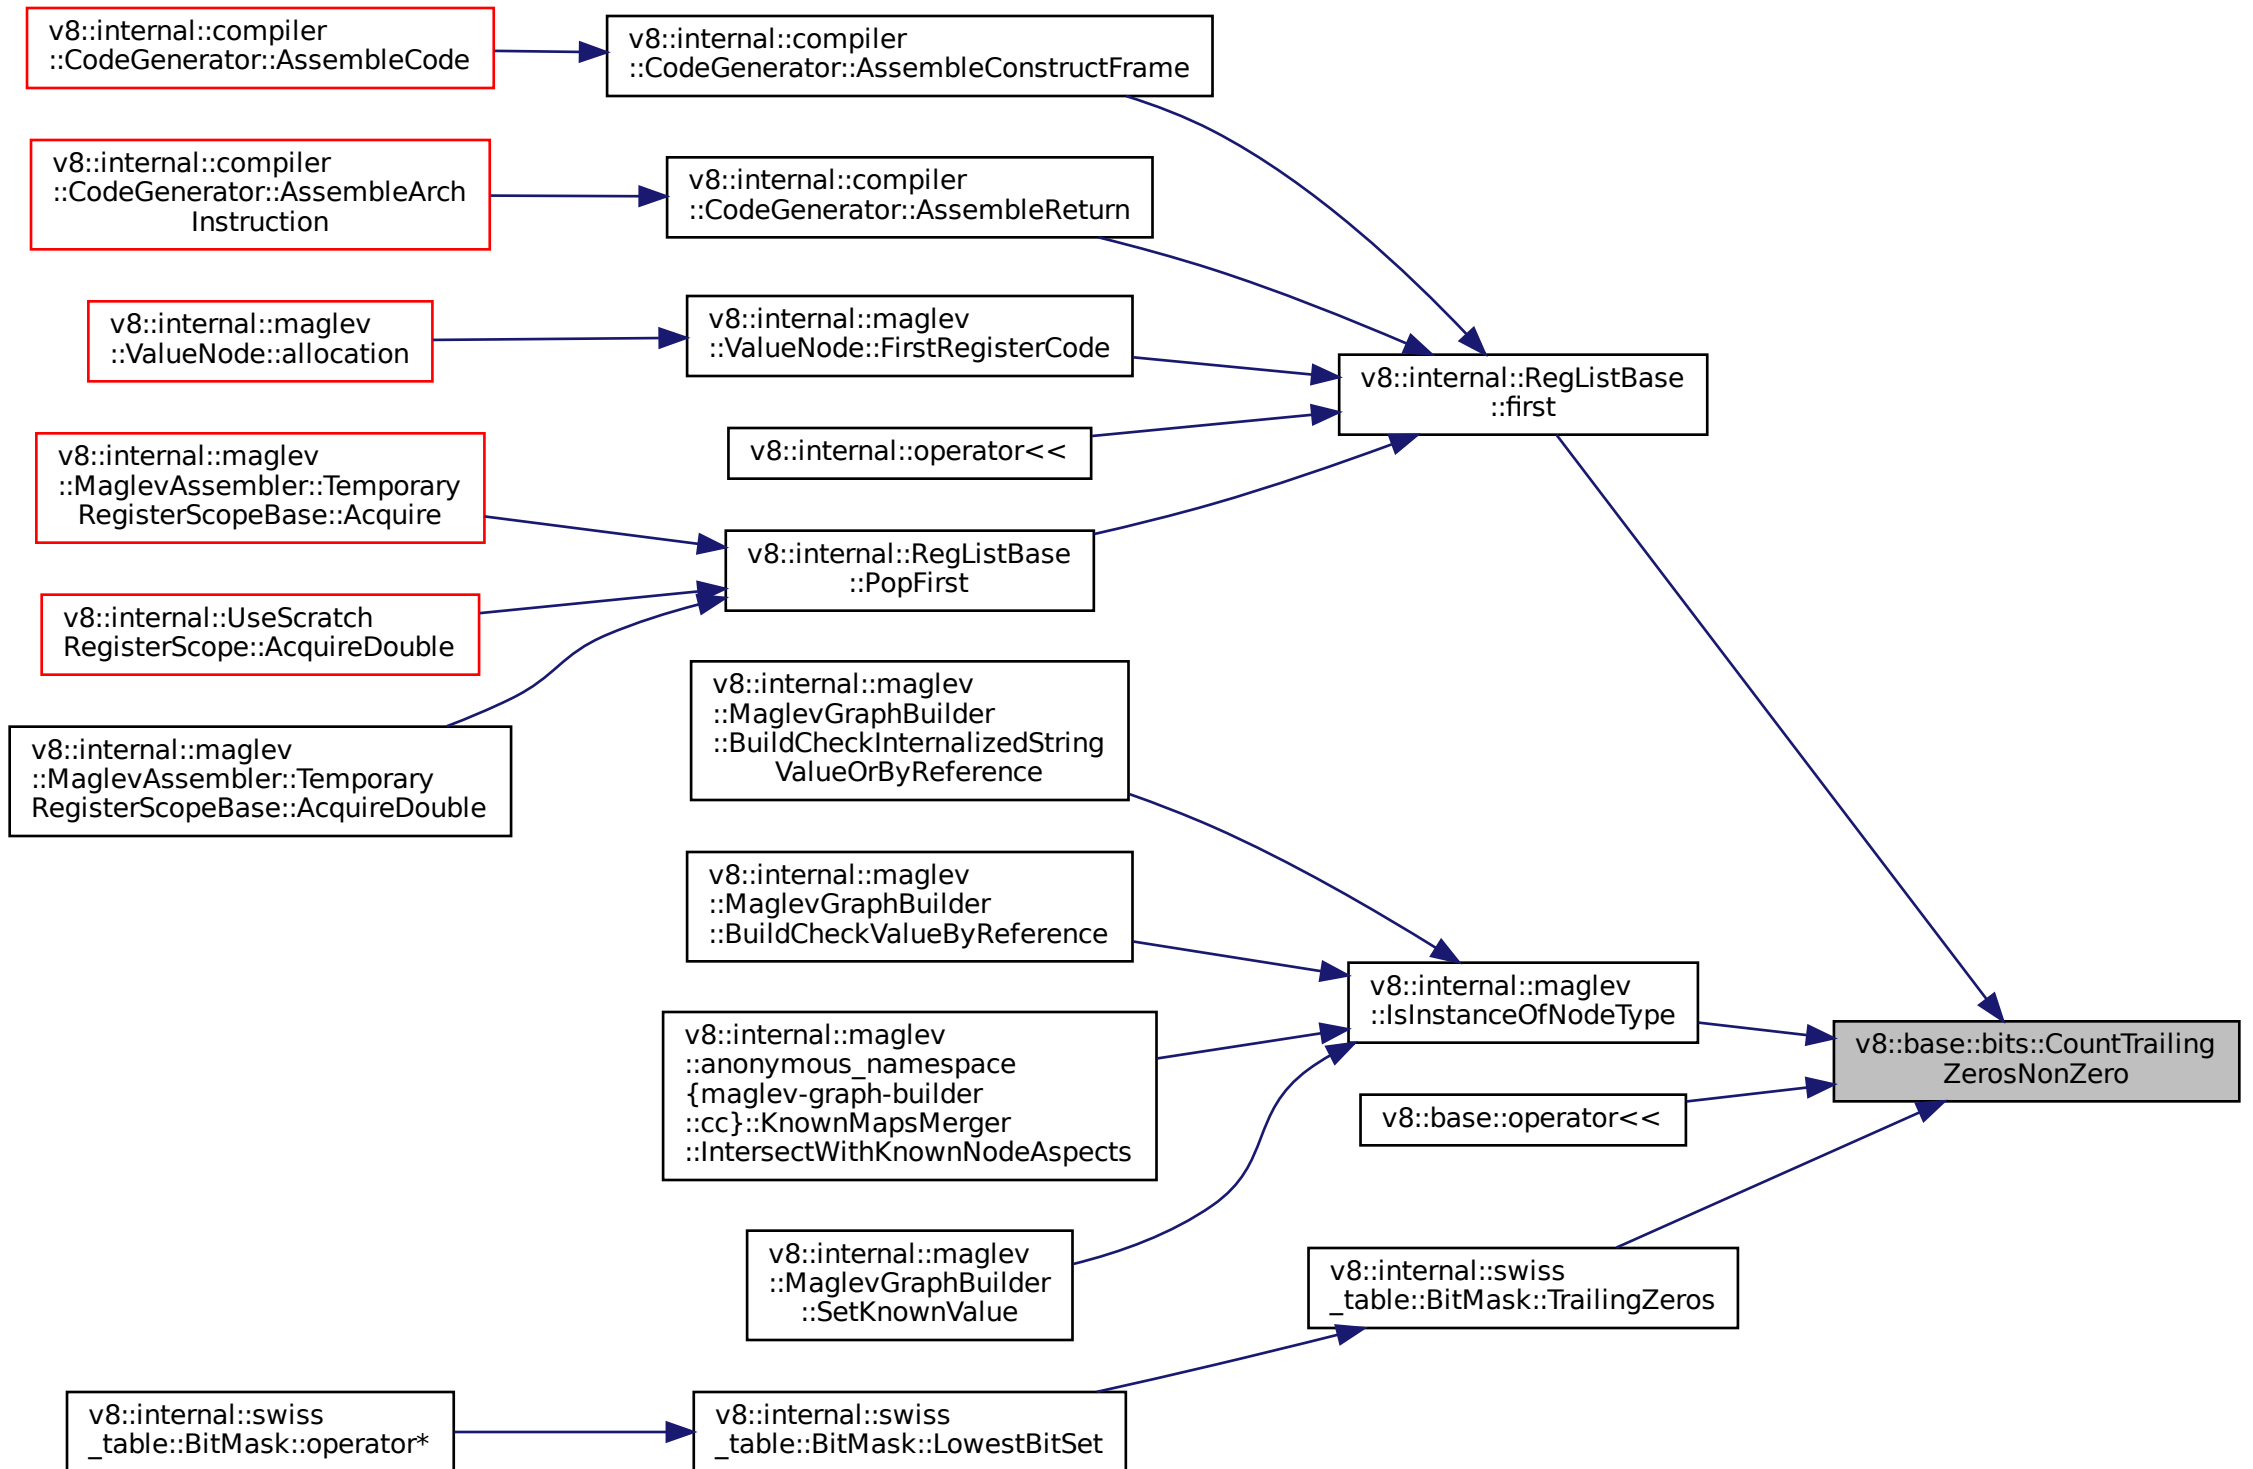 v8::internal::compiler
::CodeGenerator::AssembleCode
v8::internal::compiler
::CodeGenerator::AssembleConstructFrame
v8::internal::compiler
::CodeGenerator::AssembleArch
Instruction
v8::internal::compiler
::CodeGenerator::AssembleReturn
v8::internal::maglev
::ValueNode::allocation
v8::internal::maglev
::ValueNode::FirstRegisterCode
v8::internal::RegListBase
::first
v8::internal::operator<<
v8::internal::maglev
::MaglevAssembler::Temporary
RegisterScopeBase::Acquire
v8::internal::RegListBase
::PopFirst
v8::internal::UseScratch
RegisterScope::AcquireDouble
v8::internal::maglev
::MaglevAssembler::Temporary
RegisterScopeBase::AcquireDouble
v8::internal::maglev
::MaglevGraphBuilder
::BuildCheckInternalizedString
ValueOrByReference
v8::internal::maglev
::MaglevGraphBuilder
::BuildCheckValueByReference
v8::internal::maglev
::IsInstanceOfNodeType
v8::base::bits::CountTrailing
ZerosNonZero
v8::internal::maglev
::anonymous_namespace
{maglev-graph-builder
::cc}::KnownMapsMerger
::IntersectWithKnownNodeAspects
v8::base::operator<<
v8::internal::maglev
::MaglevGraphBuilder
::SetKnownValue
v8::internal::swiss
_table::BitMask::TrailingZeros
v8::internal::swiss
_table::BitMask::operator*
v8::internal::swiss
_table::BitMask::LowestBitSet